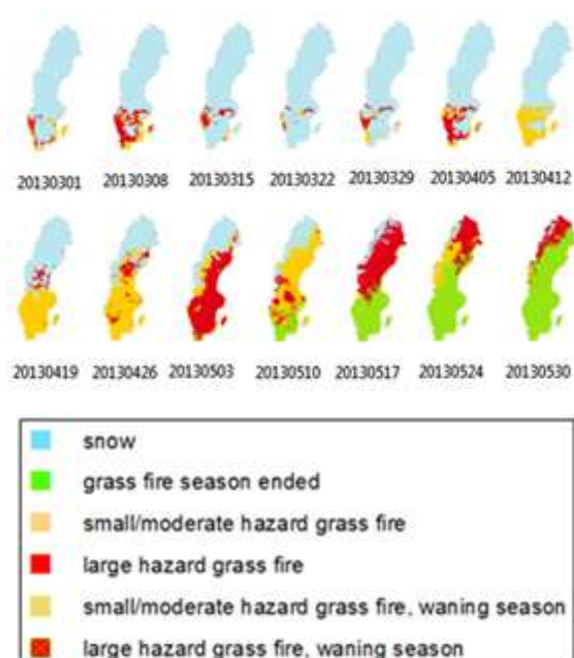 20130301 20130308 20130315 20130322 20130329 20130405 20130412
20130419 20130426 20130503 20130510 20130517 20130524 20130530
snow
grass fire season ended
small/moderate hazard grass fire
large hazard grass fire
small/moderate hazard grass fire, waning season
large hazard grass fire, waning season